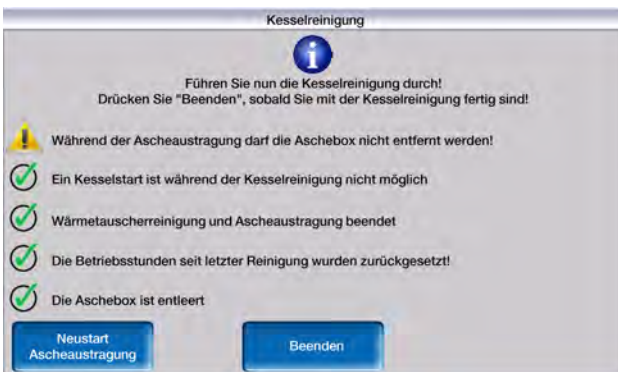 Kesselreinigung
Führen Sie nun die Kesselreinigung durch!
Drücken Sie "Beenden", sobald Sie mit der Kesselreinigung fertig sind!
Während der Ascheaustragung darf die Aschebox nicht entfernt werden!
Ein Kesselstart ist während der Kesselreinigung nicht möglich
Wärmetauscherreinigung und Ascheaustragung beendet
Die Betriebsstunden seit letzter Reinigung wurden zurückgesetzt!
Die Aschebox ist entleert
Neustart
Ascheaustragung
Beenden